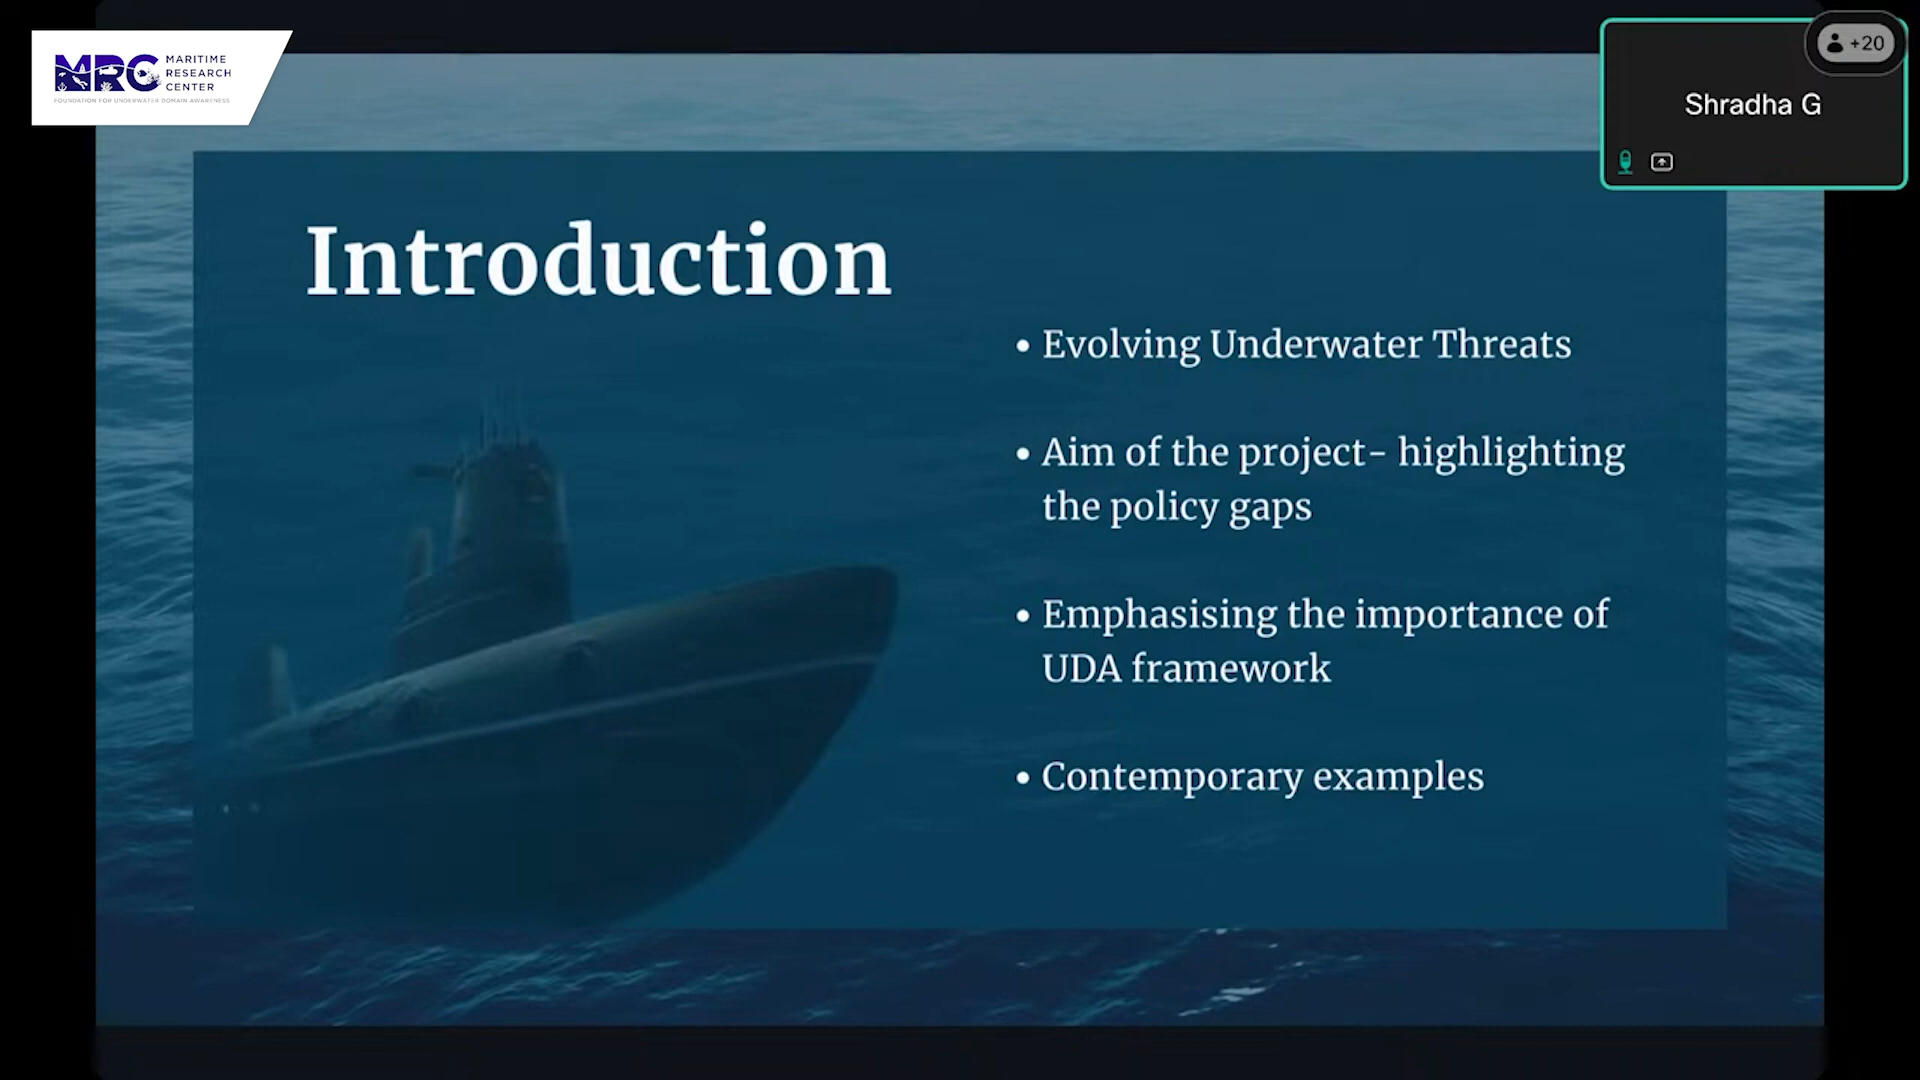 MRC
MARITIME
RESEARCH
CENTER
FOUNDATION FOR UNDERWATER DOMAIN AWARENESS
+20
Shradha G
Introduction
• Evolving Underwater Threats
• Aim of the project- highlighting
the policy gaps
• Emphasising the importance of
UDA framework
• Contemporary examples